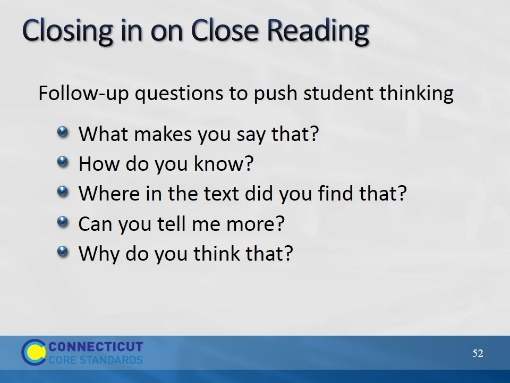 Closing in on Close Reading
Follow-up questions to push student thinking
What makes you say that?
How do you know?
Where in the text did you find that?
Can you tell me more?
Why do you think that?
CONNECTICUT
CORE STANDARDS
52